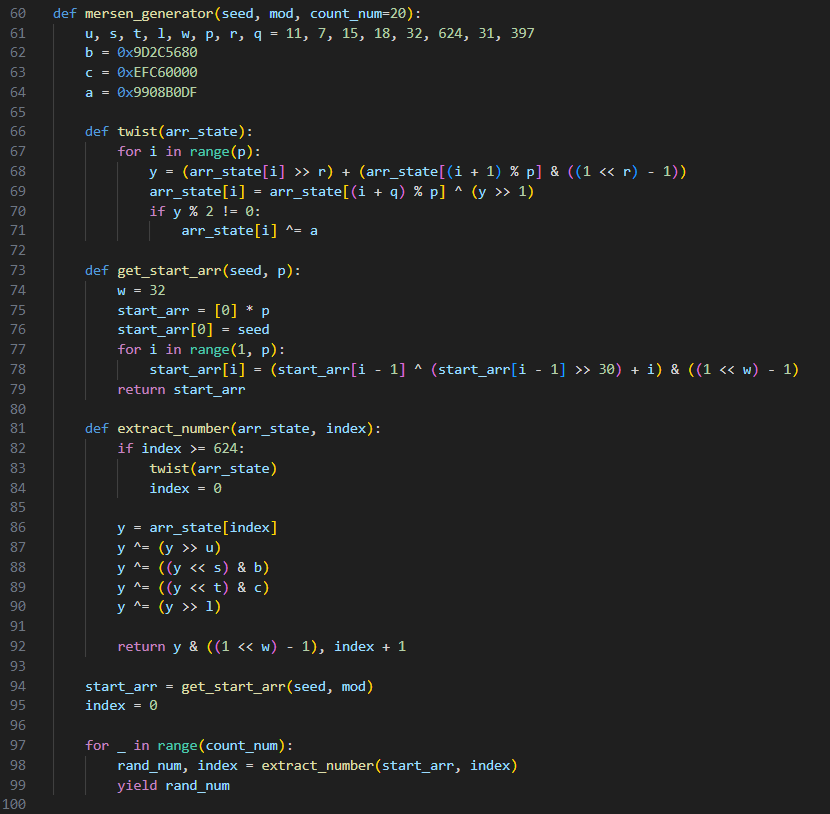 60 def mersen_generator(seed, mod, count_num=20):
61     u, s, t, l, w, p, r, q = 11, 7, 15, 18, 32, 624, 31, 397
62     b = 0x9D2C5680
63     c = 0xEFC60000
64     a = 0x9908B0DF
65
66     def twist(arr_state):
67         for i in range(p):
68             y = (arr_state[i] >> r) + (arr_state[(i + 1) % p] & ((1 << r) - 1))
69             arr_state[i] = arr_state[(i + q) % p] ^ (y >> 1)
70             if y % 2 != 0:
71                 arr_state[i] ^= a
72
73     def get_start_arr(seed, p):
74         w = 32
75         start_arr = [0] * p
76         start_arr[0] = seed
77         for i in range(1, p):
78             start_arr[i] = (start_arr[i - 1] ^ (start_arr[i - 1] >> 30) + i) & ((1 << w) - 1)
79         return start_arr
80
81     def extract_number(arr_state, index):
82         if index >= 624:
83             twist(arr_state)
84             index = 0
85
86         y = arr_state[index]
87         y ^= (y >> u)
88         y ^= ((y << s) & b)
89         y ^= ((y << t) & c)
90         y ^= (y >> l)
91
92         return y & ((1 << w) - 1), index + 1
93
94     start_arr = get_start_arr(seed, mod)
95     index = 0
96
97     for _ in range(count_num):
98         rand_num, index = extract_number(start_arr, index)
99         yield rand_num
100